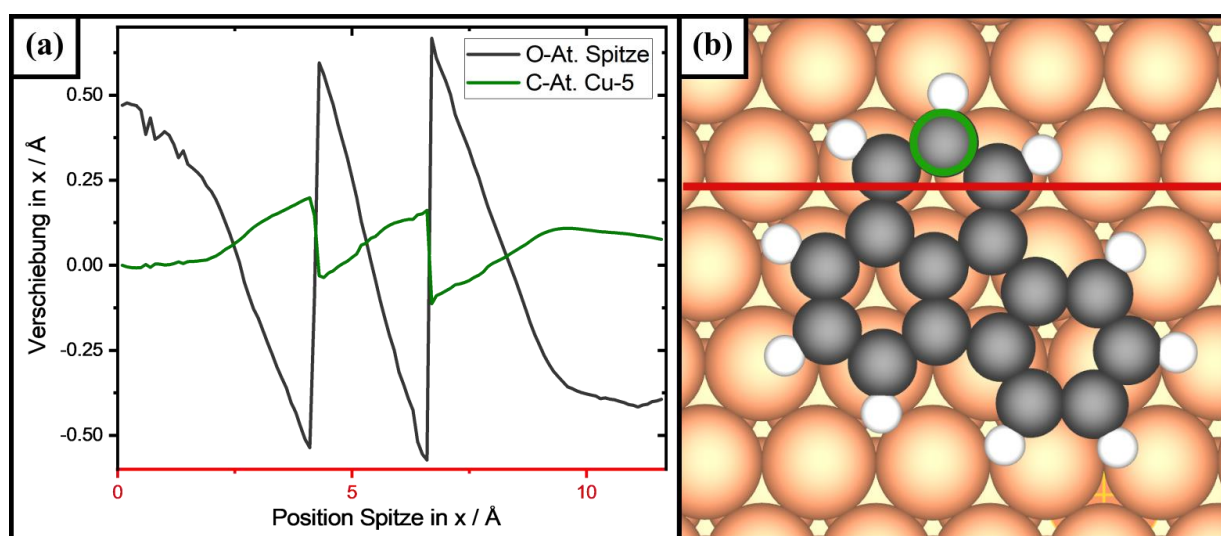 (a)
O-At. Spitze
C-At. Cu-5
Verschiebung in x / Å
0.50
0.25
0.00
-0.25
-0.50
0
5
10
Position Spitze in x / Å
(b)